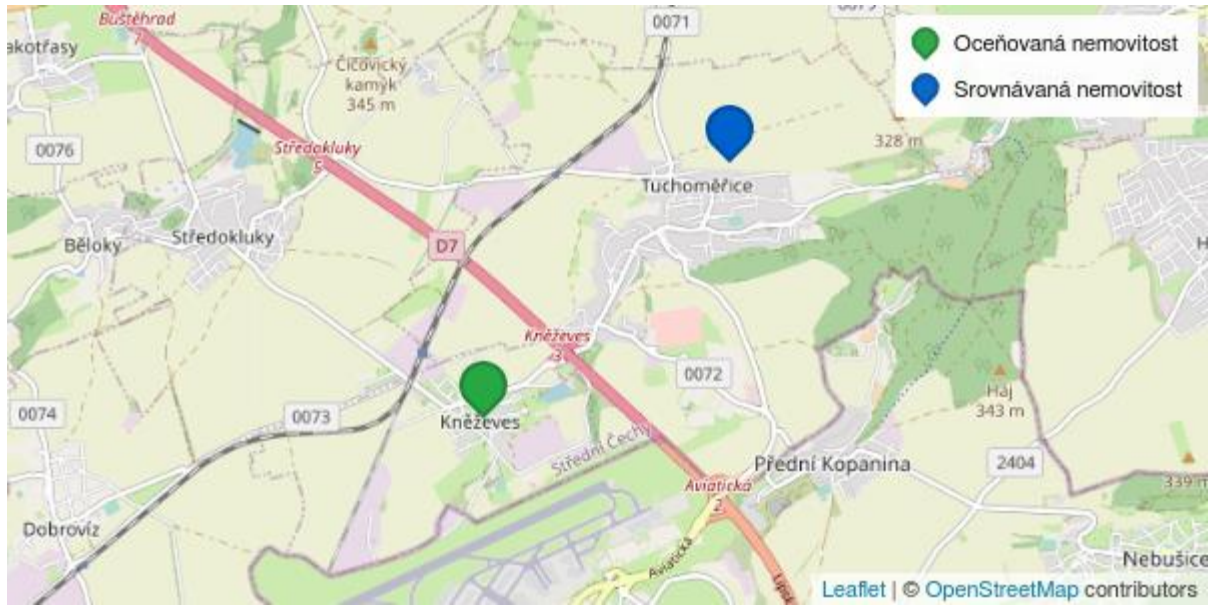 Buštěhrad
7
0071
Oceňovaná nemovitost
Srovnávaná nemovitost
akotřasy
Čičovický
kamýk
345 m
0076
Středokluky
5
328 m
Tuchoměřice
Běloky
Středokluky
D7
H
Kněževes
3
0072
Háj
343 m
0074
0073
Kněževes
Střední Čechy
Přední Kopanina
2404
339 m
Aviatická
2
Dobrovíz
Aviatická
Lipsk
Nebušice
Leaflet | © OpenStreetMap contributors